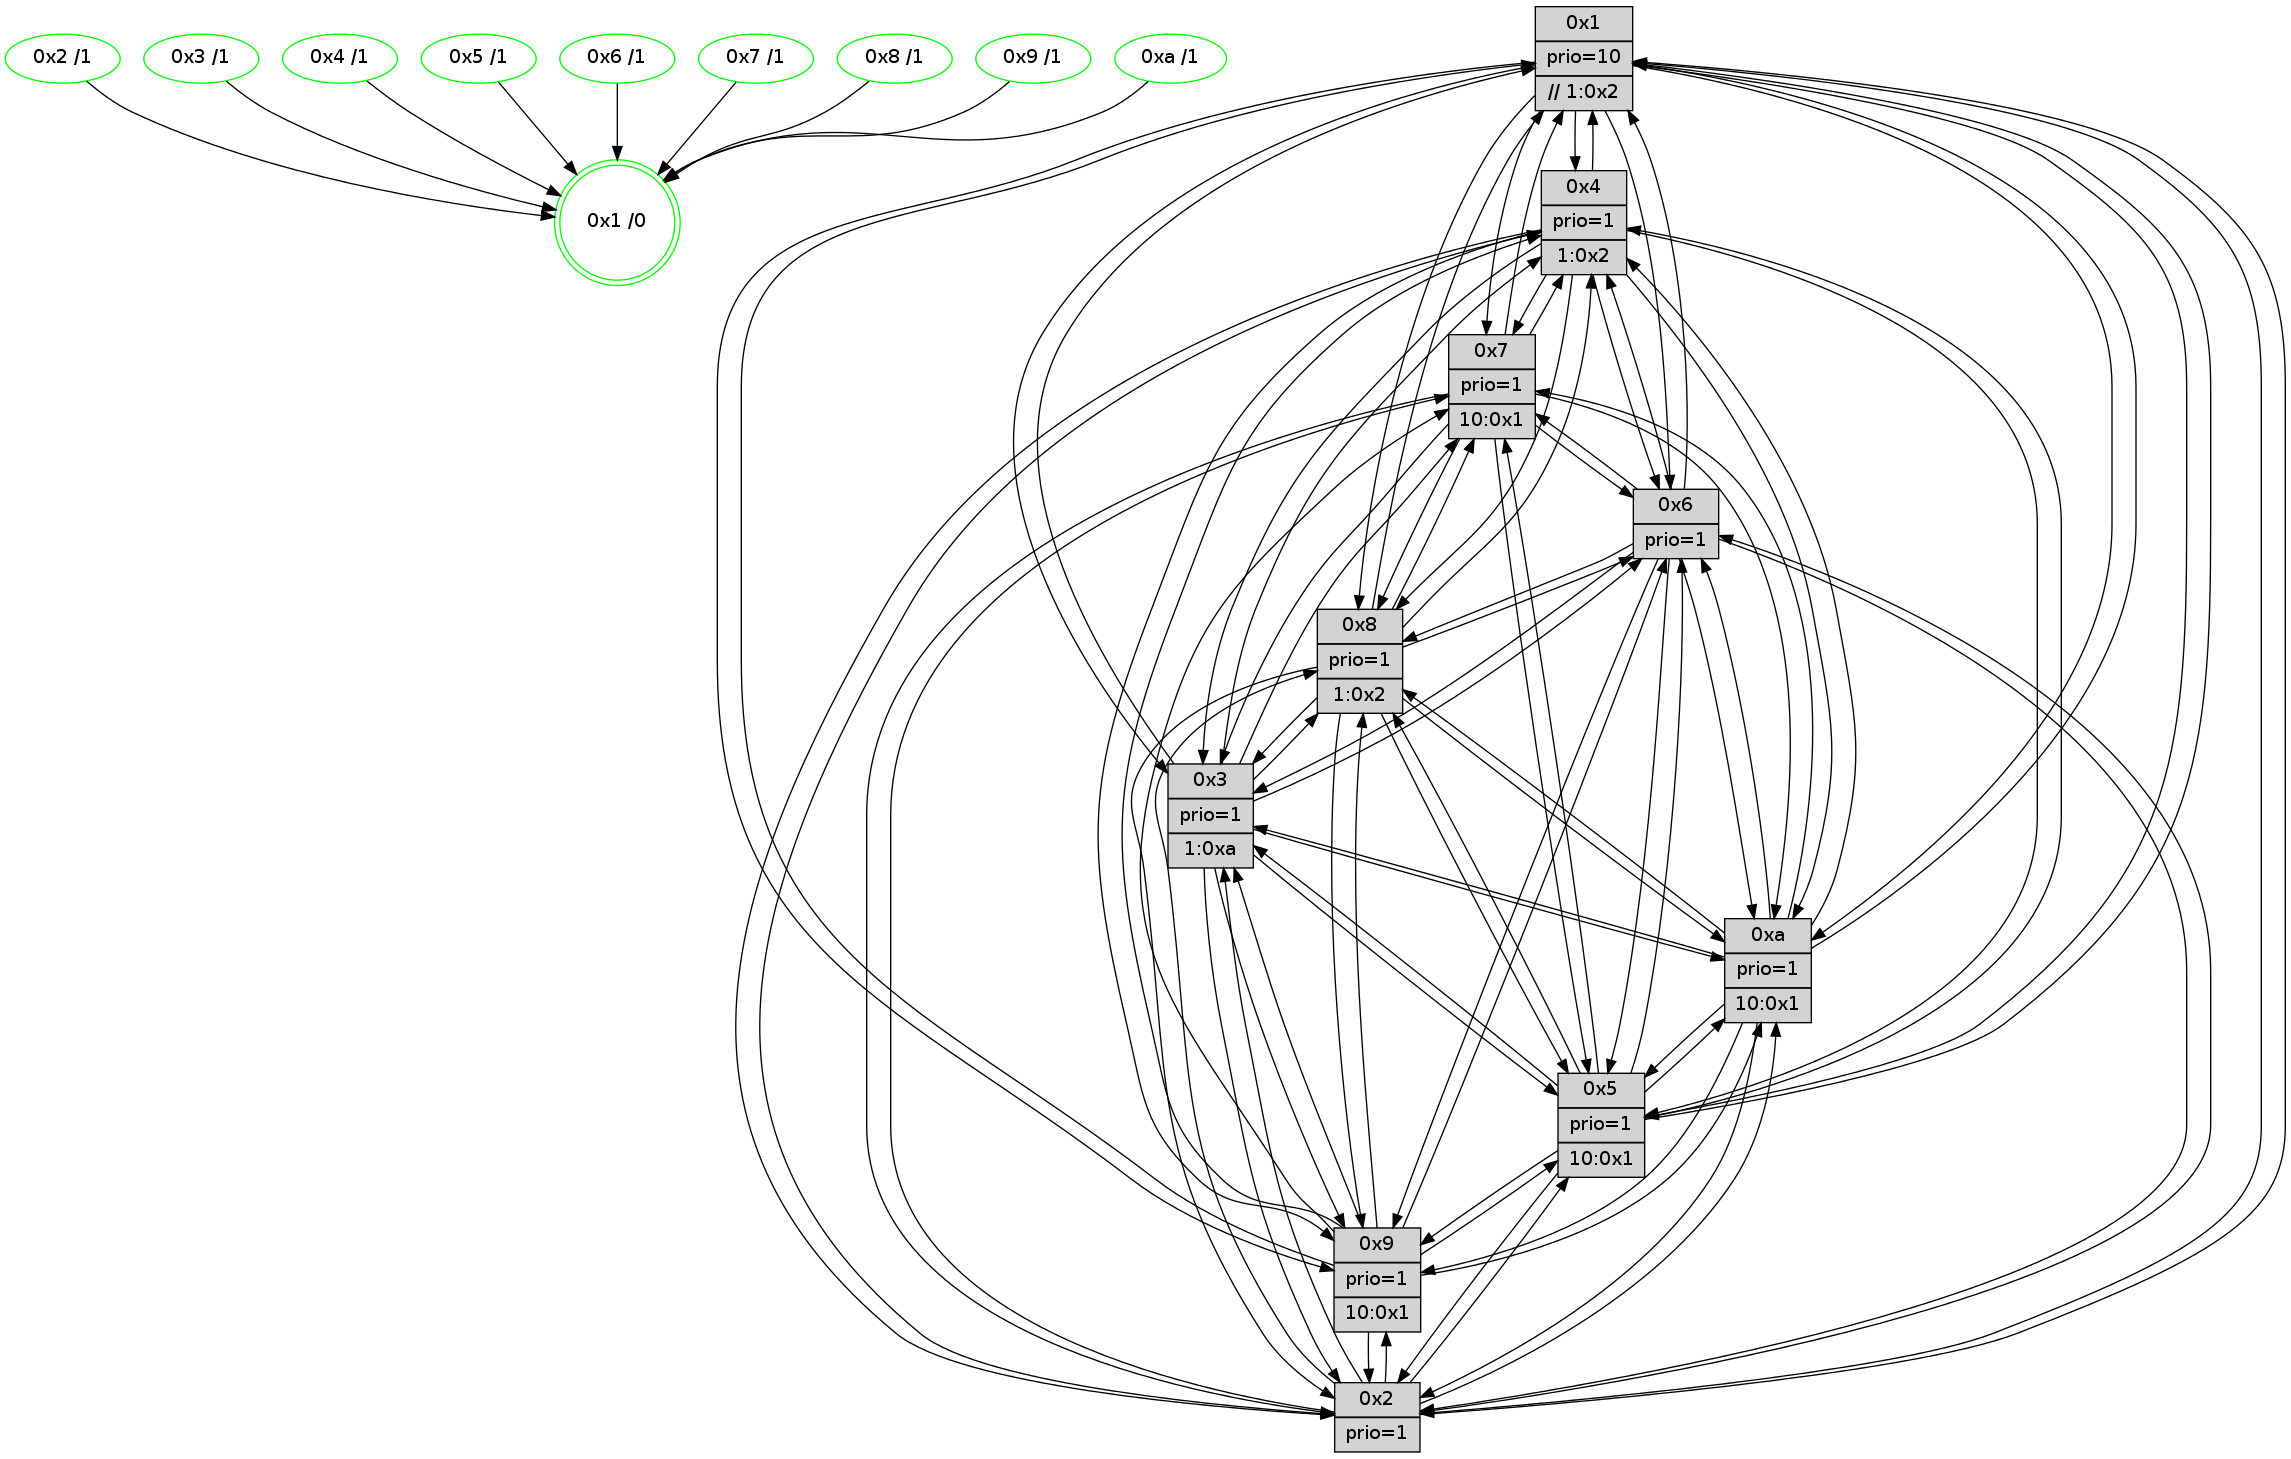 0x2 /1
0x3 /1
0x4 /1
0x5 /1
0x6 /1
0x7 /1
0x8 /1
0x9 /1
0xa /1
0x1 /0
0x1
prio=10
// 1:0x2
0x4
prio=1
1:0x2
0x7
prio=1
10:0x1
0x6
prio=1
0x8
prio=1
1:0x2
0x3
prio=1
1:0xa
0xa
prio=1
10:0x1
0x5
prio=1
10:0x1
0x9
prio=1
10:0x1
0x2
prio=1